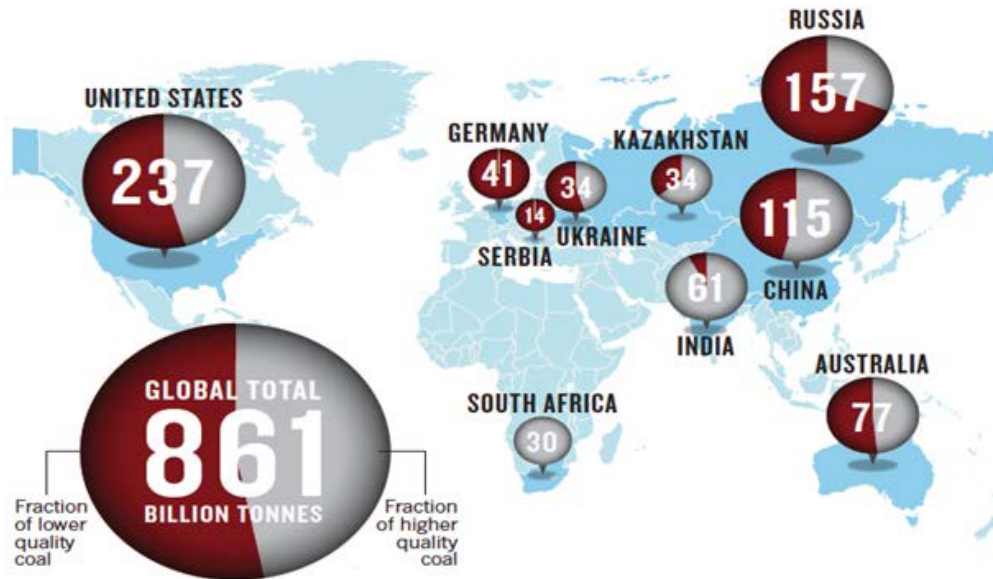 RUSSIA
157
UNITED STATES
237
GERMANY
41
KAZAKHSTAN
34
34
UKRAINE
14
SERBIA
115
CHINA
61
INDIA
AUSTRALIA
77
SOUTH AFRICA
30
GLOBAL TOTAL
861
BILLION TONNES
Fraction
of lower
quality
coal
Fraction
of higher
quality
coal